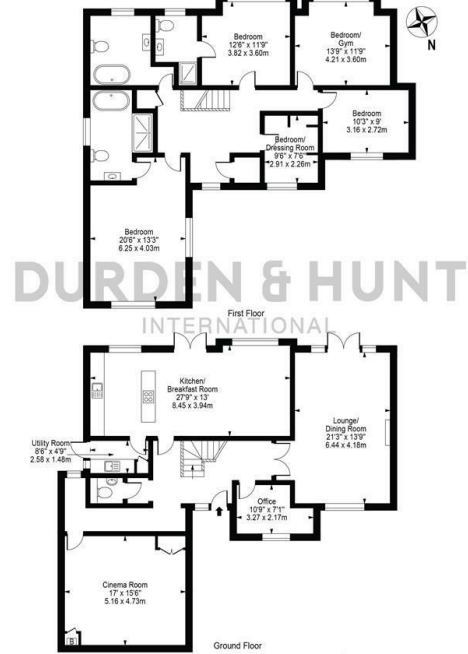 N
Bedroom
12'6" x 11'9"
3.82 x 3.60m
Bedroom/
Gym
13'9" x 11'9"
4.21 x 3.60m
Bedroom
10'3" x 9'
3.16 x 2.72m
Bedroom/
Dressing Room
9'6" x 7'6"
2.91 x 2.26m
Bedroom
20'6" x 13'3"
6.25 x 4.03m
DURDEN & HUNT
First Floor
INTERNATIONAL
Kitchen/
Breakfast Room
27'9" x 13'
8.45 x 3.94m
Utility Room
8'6" x 4'9"
2.58 x 1.48m
Lounge/
Dining Room
21'3" x 13'9"
6.44 x 4.18m
Office
10'9" x 7'1"
3.27 x 2.17m
Cinema Room
17' x 15'6"
5.16 x 4.73m
B
Ground Floor